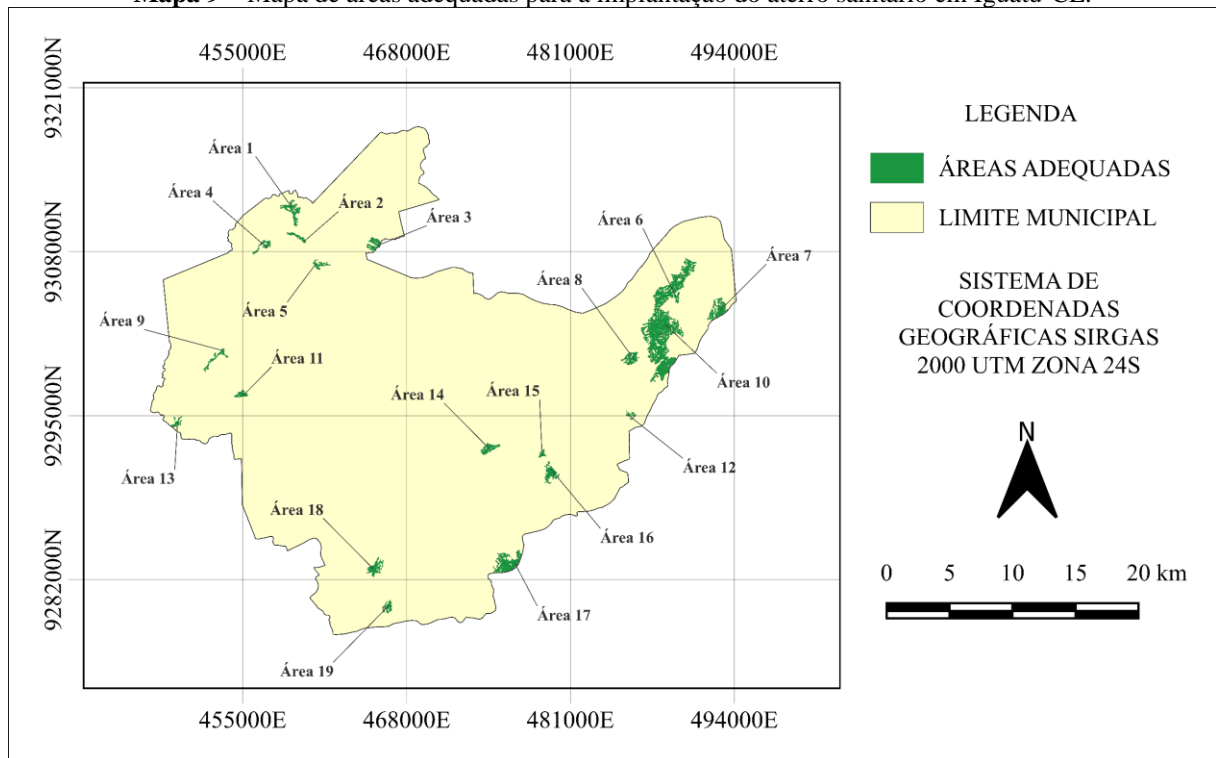 Mapa 9 – Mapa de áreas adequadas para a implantação do aterro sanitário em Iguatu-CE.
455000E 468000E 481000E 494000E
9321000N
9308000N
9295000N
9282000N
Área 1
Área 4
Área 2
Área 3
Área 6
Área 7
Área 8
Área 5
Área 9
Área 11
Área 10
Área 14
Área 15
Área 12
Área 13
Área 18
Área 16
Área 17
Área 19
455000E 468000E 481000E 494000E
LEGENDA
ÁREAS ADEQUADAS
LIMITE MUNICIPAL
SISTEMA DE
COORDENADAS
GEOGRÁFICAS SIRGAS
2000 UTM ZONA 24S
N
0 5 10 15 20 km